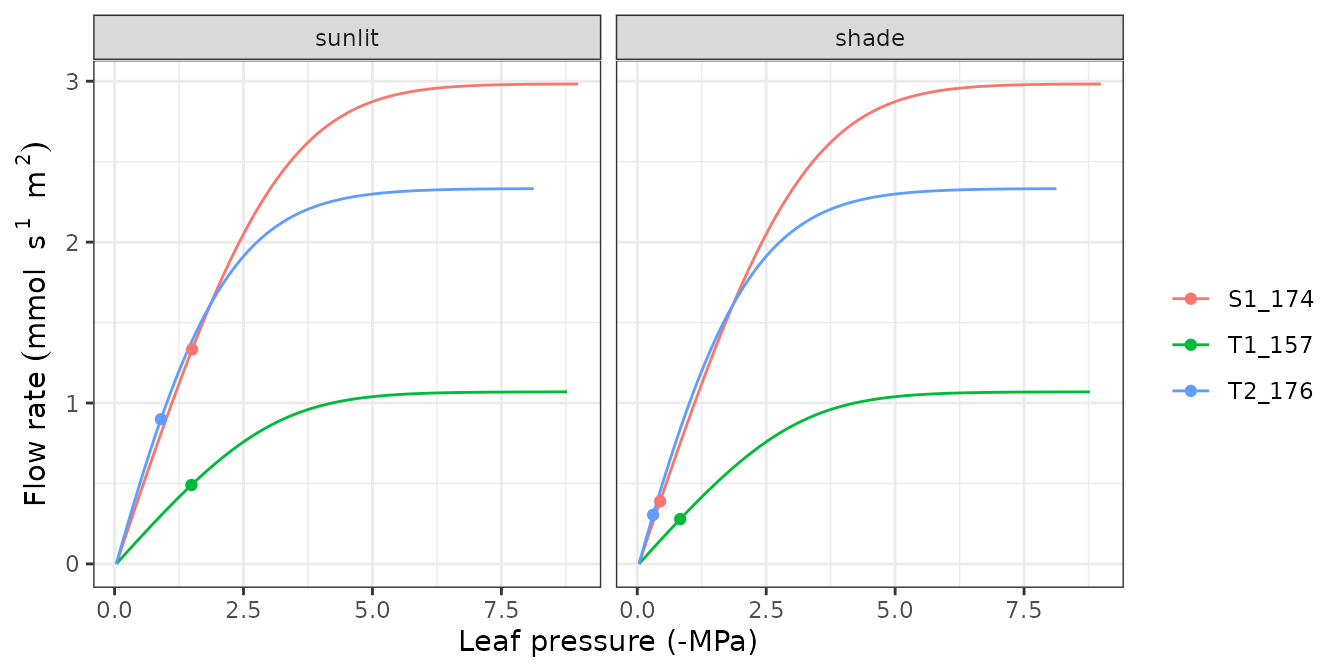 sunlit
shade
Flow rate (mmol s¹ m²)
3
2
1
0
0.0 2.5 5.0 7.5
0.0 2.5 5.0 7.5
Leaf pressure (-MPa)
S1_174
T1_157
T2_176